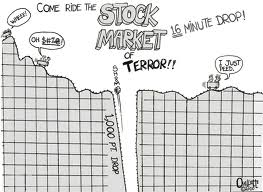 COME RIDE THE
STOCK
MARKET
OF
TERROR!!
16 MINUTE DROP!
WHEEE!
OH $#!@!
I JUST
PEED.
1,000 PT. DROP